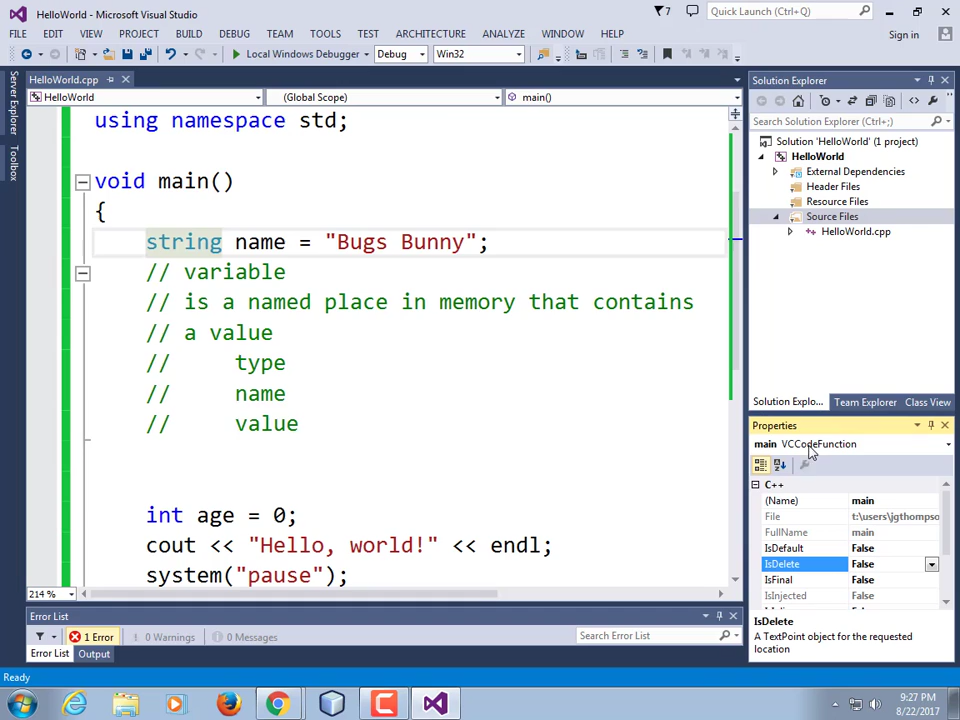 HelloWorld - Microsoft Visual Studio
7
Quick Launch (Ctrl+Q)
FILE EDIT VIEW PROJECT BUILD DEBUG TEAM TOOLS TEST ARCHITECTURE ANALYZE WINDOW HELP
Sign in
Local Windows Debugger Debug Win32
Server Explorer
Toolbox
HelloWorld.cpp
HelloWorld (Global Scope) main()
using namespace std;
void main()
{
string name = "Bugs Bunny";
// variable
// is a named place in memory that contains
// a value
// type
// name
// value
int age = 0;
cout << "Hello, world!" << endl;
system("pause");
214 %
Error List
1 Error 0 Warnings 0 Messages
Search Error List
Error List Output
Solution Explorer
Search Solution Explorer (Ctrl+;)
Solution 'HelloWorld' (1 project)
HelloWorld
External Dependencies
Header Files
Resource Files
Source Files
HelloWorld.cpp
Solution Explo... Team Explorer Class View
Properties
main VCCodeFunction
C++
(Name) main
File t:\users\jgthompso
FullName main
IsDefault False
IsDelete False
IsFinal False
IsInjected False
IsDelete
A TextPoint object for the requested
location
Ready
9:27 PM
8/22/2017